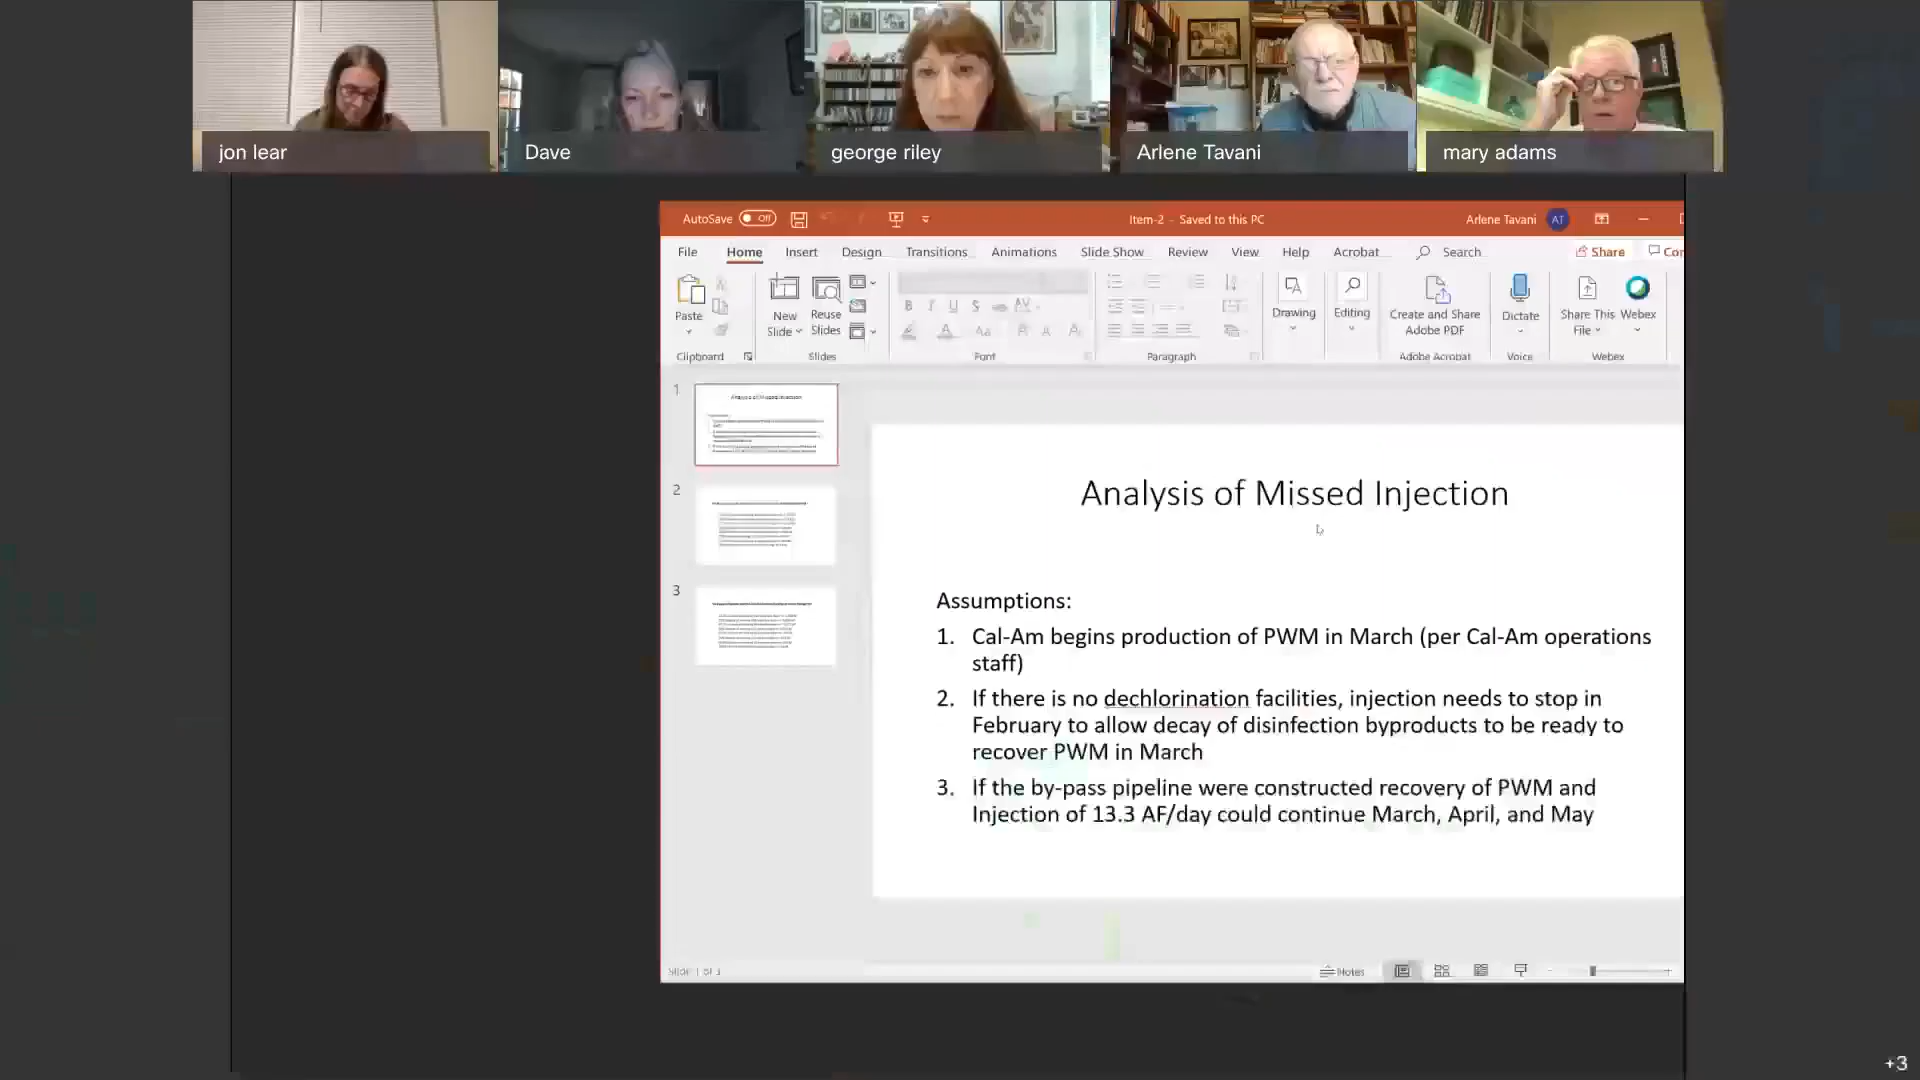 jon lear
Dave
george riley
Arlene Tavani
mary adams
AutoSave Off
Item-2 - Saved to this PC
Arlene Tavani AT
File Home Insert Design Transitions Animations Slide Show Review View Help Acrobat Search Share
Paste
New Slide
Reuse Slides
Drawing
Editing
Create and Share Adobe PDF
Dictate
Share This File
Webex
Clipboard Slides Font Paragraph Adobe Acrobat Voice Webex
1
2
3
Analysis of Missed Injection
Assumptions:
1. Cal-Am begins production of PWM in March (per Cal-Am operations
staff)
2. If there is no dechlorination facilities, injection needs to stop in
February to allow decay of disinfection byproducts to be ready to
recover PWM in March
3. If the by-pass pipeline were constructed recovery of PWM and
Injection of 13.3 AF/day could continue March, April, and May
Slide 1 of 3
Notes
+3